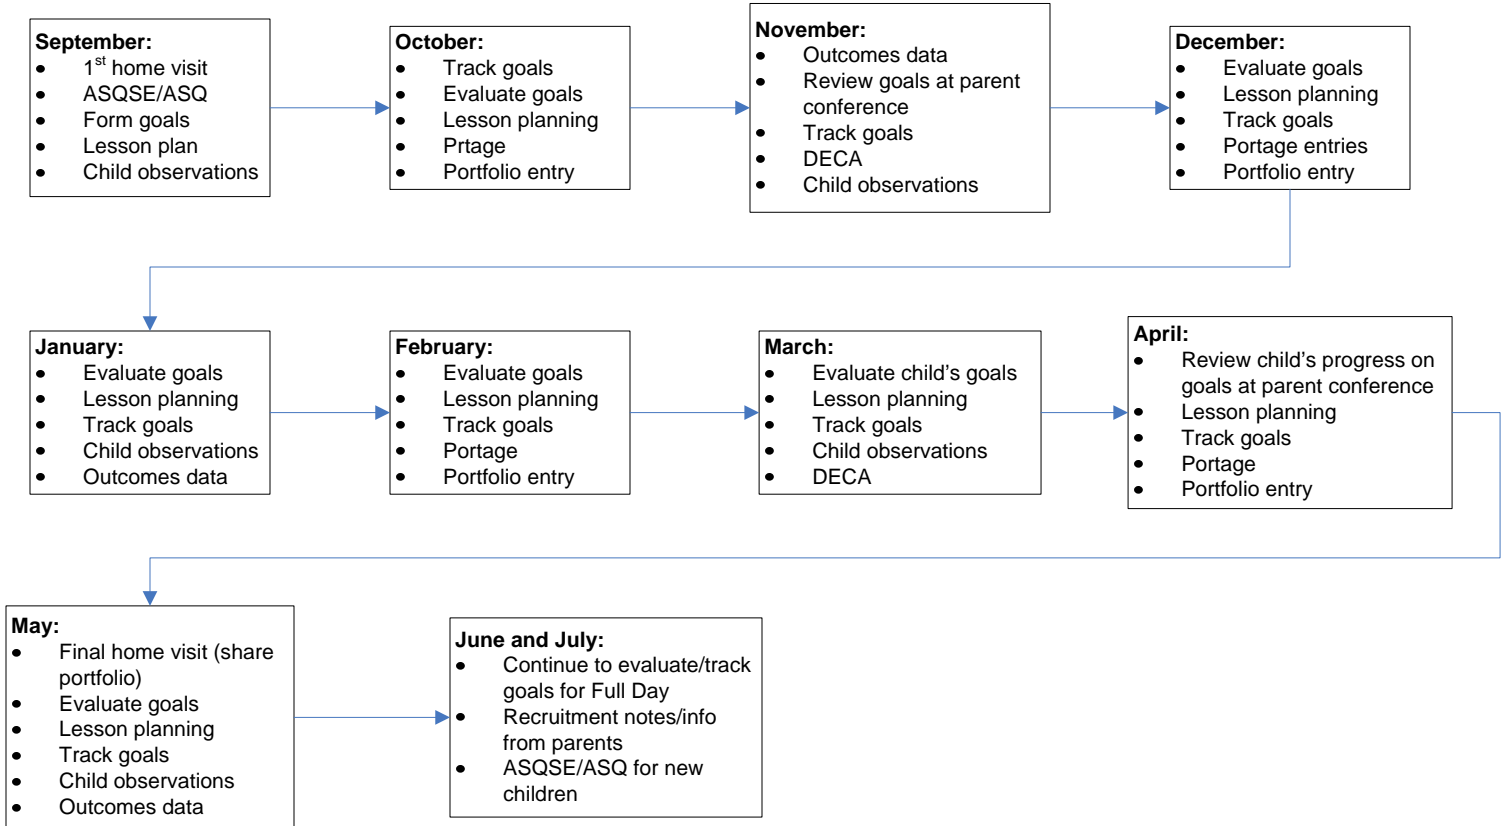 September:
• 1st home visit
• ASQSE/ASQ
• Form goals
• Lesson plan
• Child observations
October:
• Track goals
• Evaluate goals
• Lesson planning
• Prtage
• Portfolio entry
November:
• Outcomes data
• Review goals at parent
conference
• Track goals
• DECA
• Child observations
December:
• Evaluate goals
• Lesson planning
• Track goals
• Portage entries
• Portfolio entry
January:
• Evaluate goals
• Lesson planning
• Track goals
• Child observations
• Outcomes data
February:
• Evaluate goals
• Lesson planning
• Track goals
• Portage
• Portfolio entry
March:
• Evaluate child’s goals
• Lesson planning
• Track goals
• Child observations
• DECA
April:
• Review child’s progress on
goals at parent conference
• Lesson planning
• Track goals
• Portage
• Portfolio entry
May:
• Final home visit (share
portfolio)
• Evaluate goals
• Lesson planning
• Track goals
• Child observations
• Outcomes data
June and July:
• Continue to evaluate/track
goals for Full Day
• Recruitment notes/info
from parents
• ASQSE/ASQ for new
children